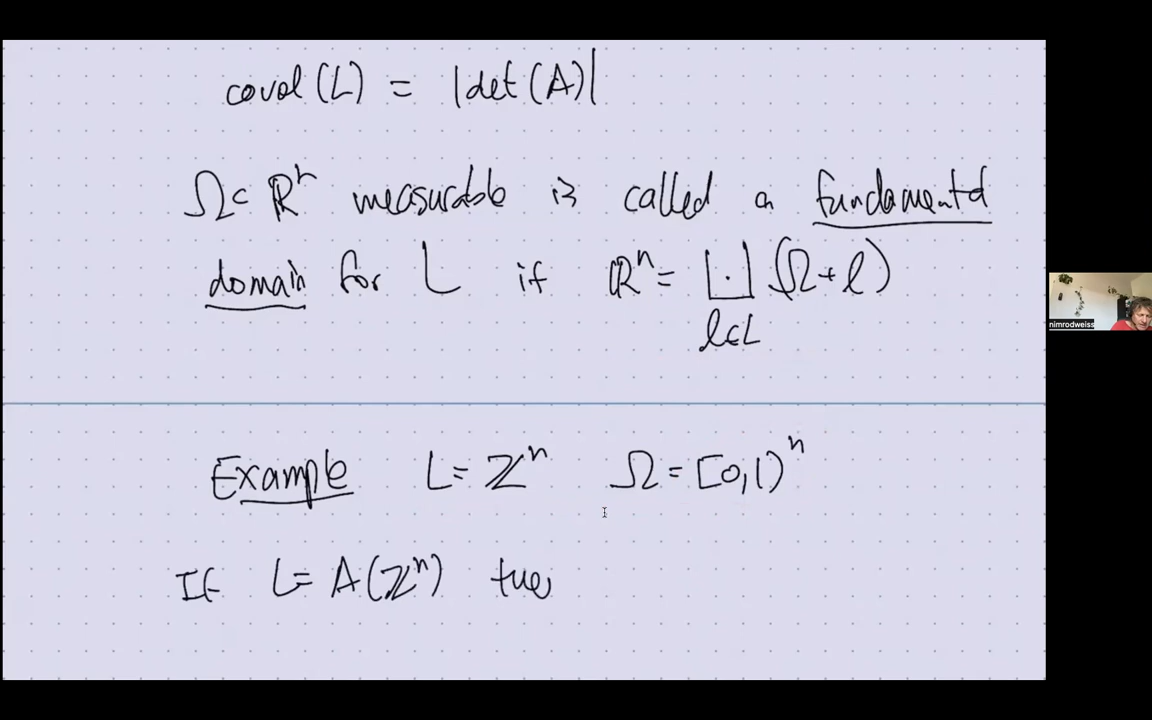 covol (L) = |det (A)|
Ω ⊂ ℝⁿ measurable is called a fundamental
domain for L if ℝⁿ = ⨆ (Ω + l)
l∈L
nimrodweiss
Example L = ℤⁿ Ω = [0,1)ⁿ
If L = A(ℤⁿ) then